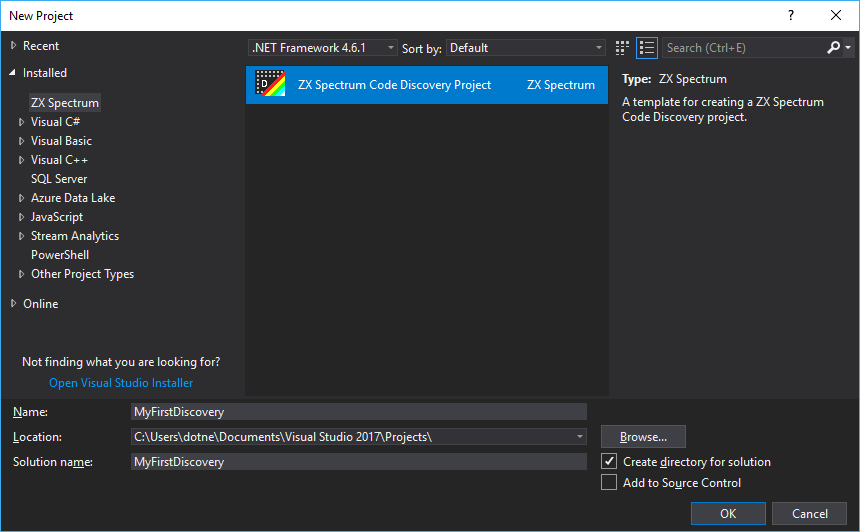 New Project
?
Recent
.NET Framework 4.6.1
Sort by:
Default
Search (Ctrl+E)
Installed
ZX Spectrum
Visual C#
Visual Basic
Visual C++
SQL Server
Azure Data Lake
JavaScript
Stream Analytics
PowerShell
Other Project Types
Online
Not finding what you are looking for?
Open Visual Studio Installer
D
ZX Spectrum Code Discovery Project
ZX Spectrum
Type: ZX Spectrum
A template for creating a ZX Spectrum
Code Discovery project.
Name:
MyFirstDiscovery
Location:
C:\Users\dotne\Documents\Visual Studio 2017\Projects\
Browse...
Solution name:
MyFirstDiscovery
Create directory for solution
Add to Source Control
OK
Cancel